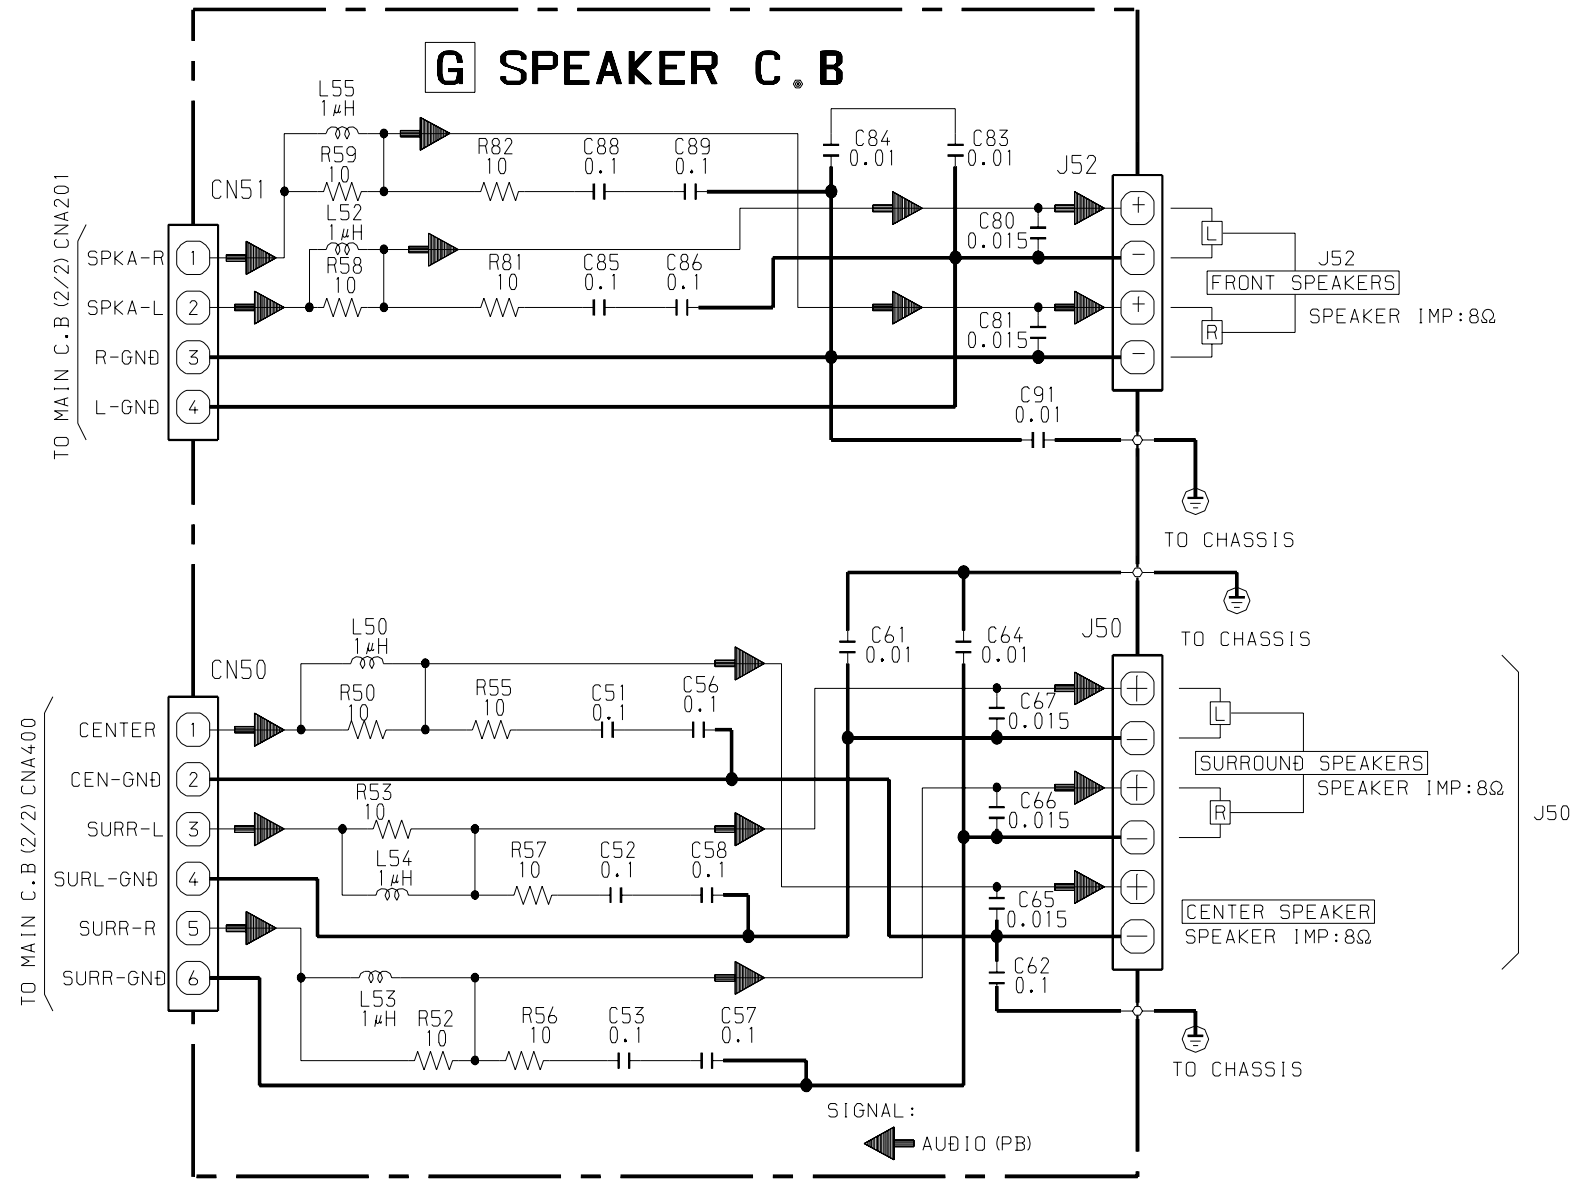 G SPEAKER C.B
L55
1μH
R59
10
R82
10
C88
0.1
C89
0.1
C84
0.01
C83
0.01
J52
CN51
L52
1μH
R58
10
R81
10
C85
0.1
C86
0.1
C80
0.015
C81
0.015
C91
0.01
TO MAIN C.B (2/2) CNA201
SPKA-R
1
SPKA-L
2
R-GND
3
L-GND
4
+
−
+
−
L
R
J52
FRONT SPEAKERS
SPEAKER IMP:8Ω
TO CHASSIS
TO CHASSIS
L50
1μH
CN50
R50
10
R55
10
C51
0.1
C56
0.1
C61
0.01
C64
0.01
J50
TO MAIN C.B (2/2) CNA400
CENTER
1
CEN-GND
2
SURR-L
3
SURL-GND
4
SURR-R
5
SURR-GND
6
R53
10
L54
1μH
R57
10
C52
0.1
C58
0.1
L53
1μH
R52
10
R56
10
C53
0.1
C57
0.1
C67
0.015
C66
0.015
C65
0.015
C62
0.1
+
−
+
−
+
−
L
R
SURROUND SPEAKERS
SPEAKER IMP:8Ω
J50
CENTER SPEAKER
SPEAKER IMP:8Ω
TO CHASSIS
SIGNAL:
AUDIO (PB)